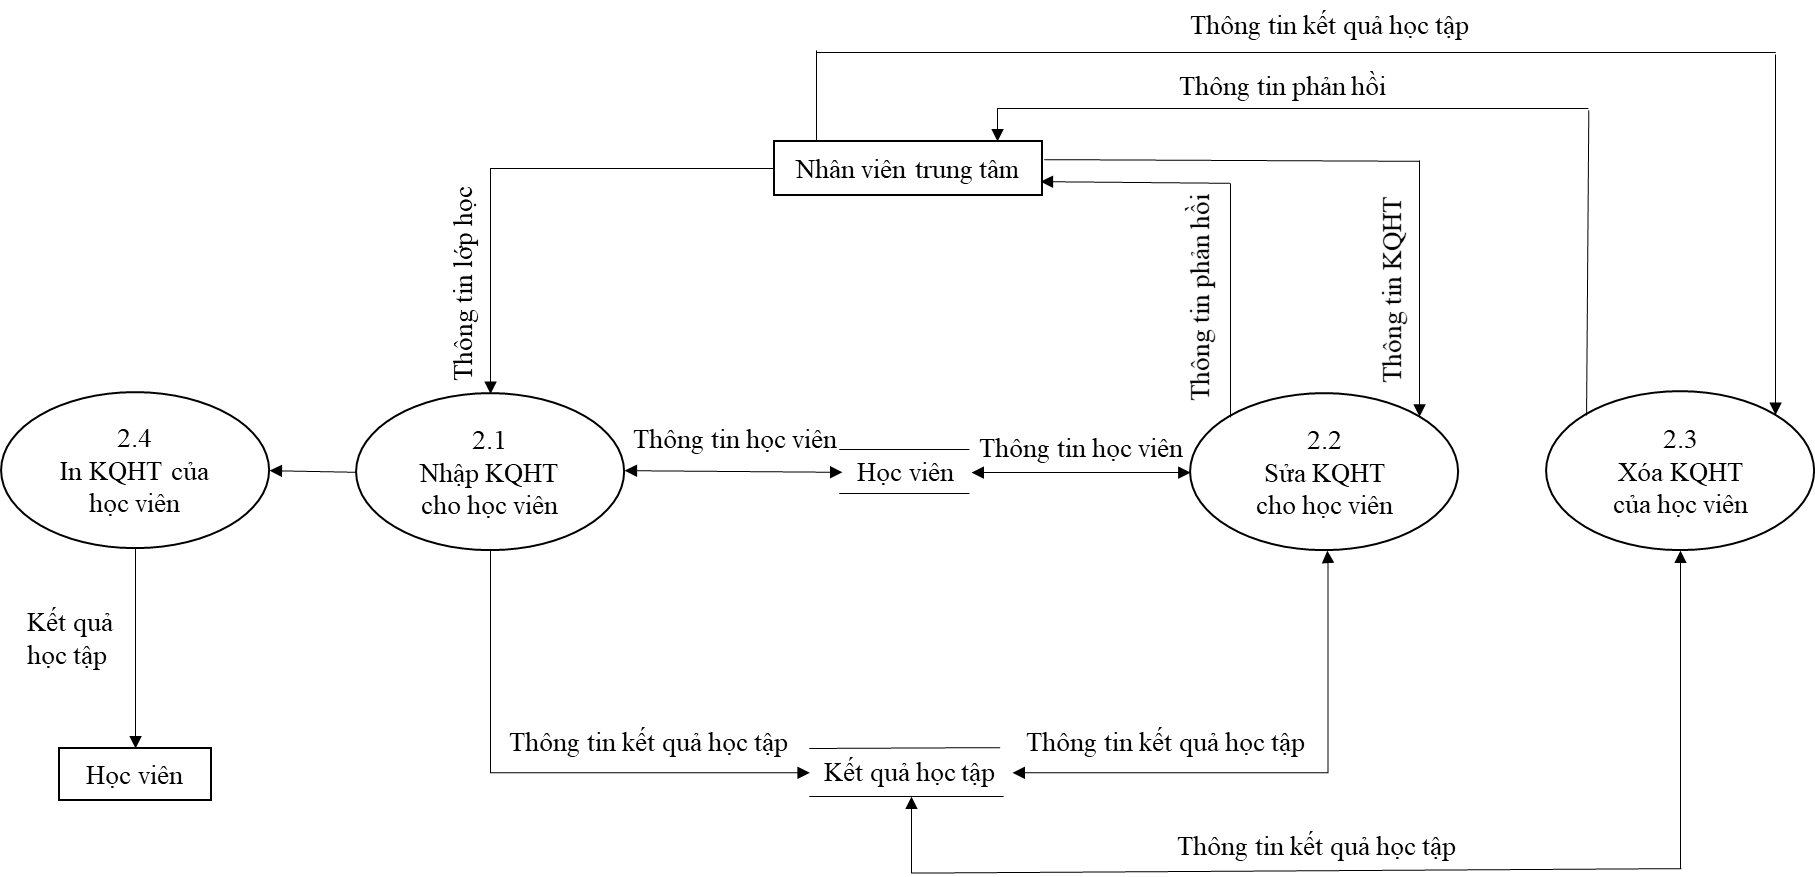 Thông tin kết quả học tập
Thông tin phản hồi
Nhân viên trung tâm
Thông tin lớp học
Thông tin phản hồi
Thông tin KQHT
2.4
In KQHT của
học viên
2.1
Nhập KQHT
cho học viên
Thông tin học viên
Học viên
Thông tin học viên
2.2
Sửa KQHT
cho học viên
2.3
Xóa KQHT
của học viên
Kết quả
học tập
Học viên
Thông tin kết quả học tập
Kết quả học tập
Thông tin kết quả học tập
Thông tin kết quả học tập